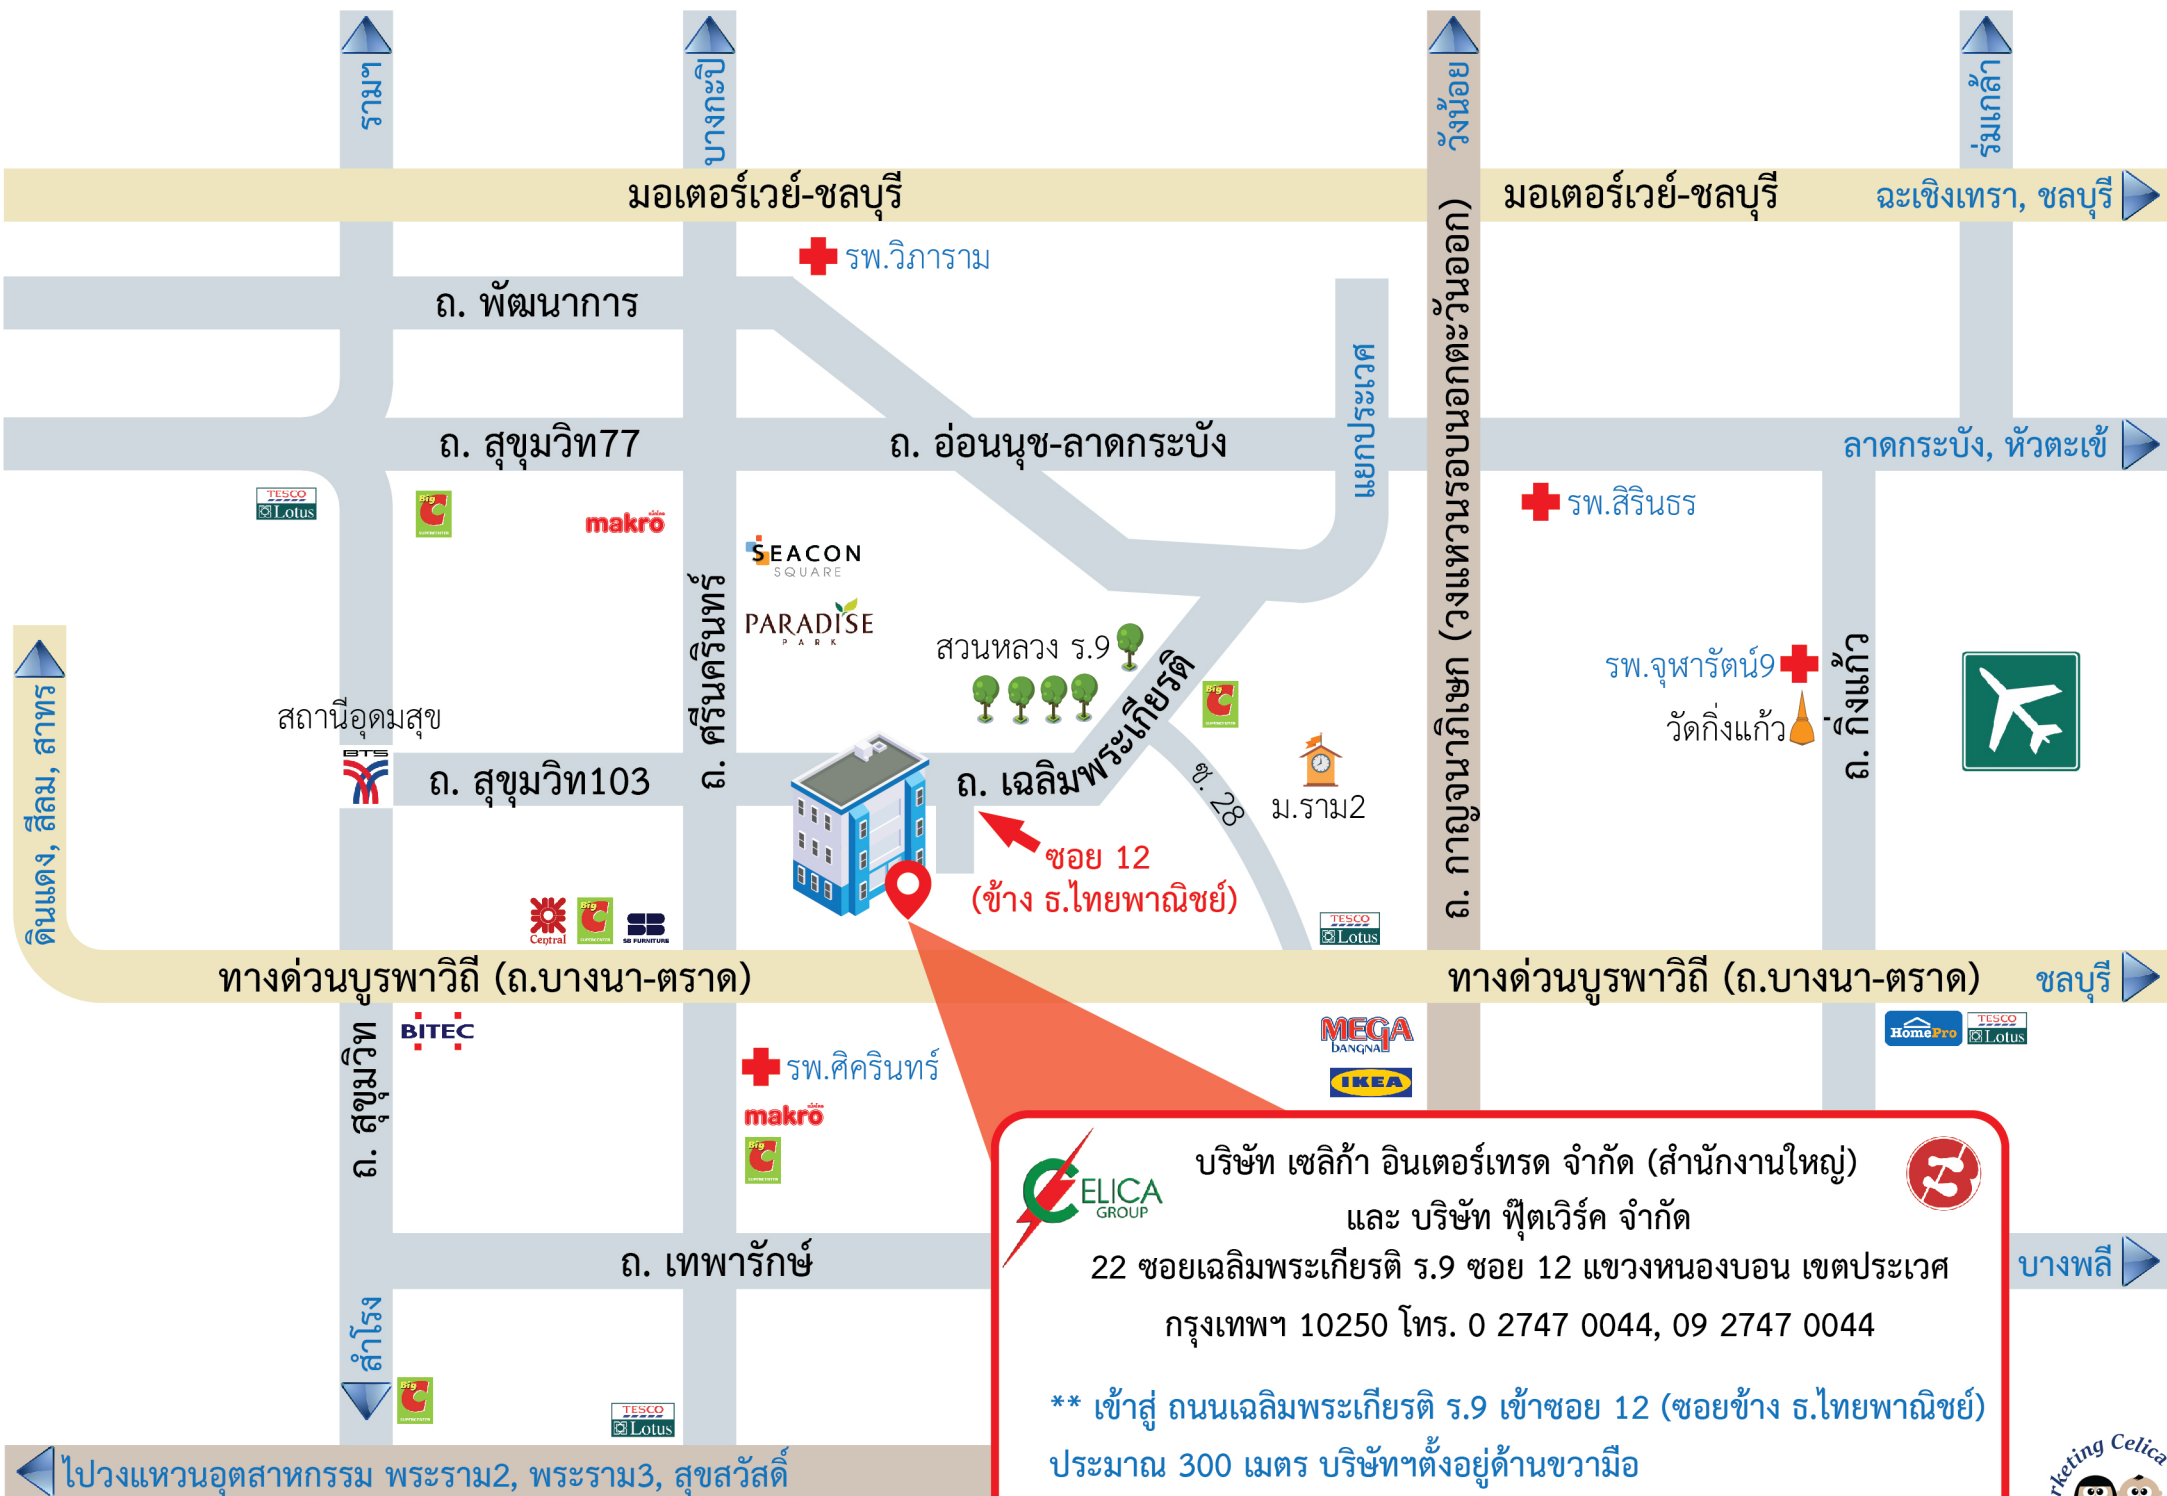 รามฯ
บางกะปิ
วังน้อย
ร่มเกล้า
มอเตอร์เวย์-ชลบุรี
มอเตอร์เวย์-ชลบุรี
ฉะเชิงเทรา, ชลบุรี
รพ.วิภาราม
ถ. พัฒนาการ
แยกประเวศ
ถ. กาญจนาภิเษก (วงแหวนรอบนอกตะวันออก)
ถ. สุขุมวิท77
ถ. อ่อนนุช-ลาดกระบัง
ลาดกระบัง, หัวตะเข้
TESCO
Lotus
Big C
SUPERCENTER
makro
แม็คโคร
SEACON
SQUARE
PARADISE
PARK
รพ.สิรินธร
ถ. ศรีนครินทร์
สวนหลวง ร.9
Big C
SUPERCENTER
รพ.จุฬารัตน์9
วัดกิ่งแก้ว
ถ. กิ่งแก้ว
ดินแดง, สีลม, สาทร
สถานีอุดมสุข
BTS
ถ. สุขุมวิท103
ถ. เฉลิมพระเกียรติ
ซ. 28
ม.ราม2
ซอย 12
(ข้าง ธ.ไทยพาณิชย์)
Central
Big C
SUPERCENTER
SB
SB FURNITURE
TESCO
Lotus
ทางด่วนบูรพาวิถี (ถ.บางนา-ตราด)
ทางด่วนบูรพาวิถี (ถ.บางนา-ตราด)
ชลบุรี
ถ. สุขุมวิท
BITEC
รพ.ศิครินทร์
makro
แม็คโคร
Big C
SUPERCENTER
MEGA
BANGNA
IKEA
HomePro
TESCO
Lotus
CELICA
GROUP
บริษัท เซลิก้า อินเตอร์เทรด จำกัด (สำนักงานใหญ่)
และ บริษัท ฟุ๊ตเวิร์ค จำกัด
22 ซอยเฉลิมพระเกียรติ ร.9 ซอย 12 แขวงหนองบอน เขตประเวศ
กรุงเทพฯ 10250 โทร. 0 2747 0044, 09 2747 0044
** เข้าสู่ ถนนเฉลิมพระเกียรติ ร.9 เข้าซอย 12 (ซอยข้าง ธ.ไทยพาณิชย์)
ประมาณ 300 เมตร บริษัทฯตั้งอยู่ด้านขวามือ
ถ. เทพารักษ์
บางพลี
สำโรง
Big C
SUPERCENTER
TESCO
Lotus
ไปวงแหวนอุตสาหกรรม พระราม2, พระราม3, สุขสวัสดิ์
rketing Celica